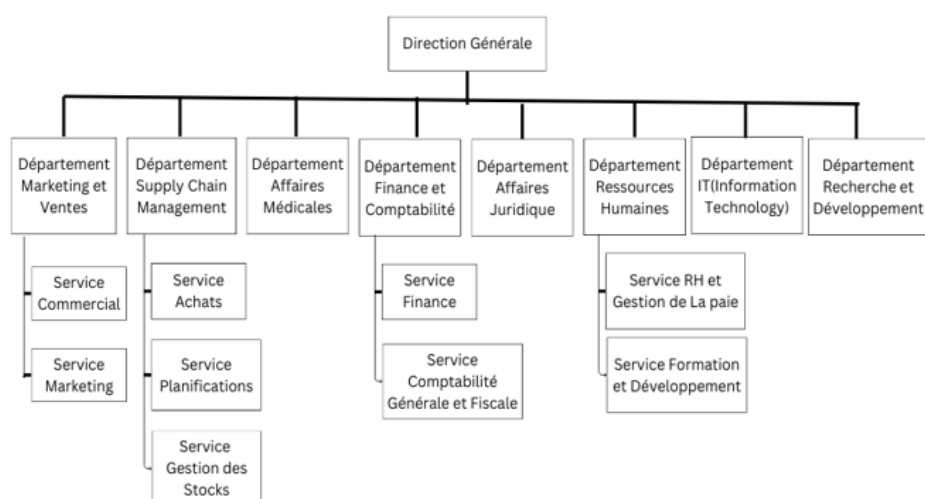 Direction Générale
Département
Marketing et
Ventes
Département
Supply Chain
Management
Département
Affaires
Médicales
Département
Finance et
Comptabilité
Département
Affaires
Juridique
Département
Ressources
Humaines
Département
IT(Information
Technology)
Département
Recherche et
Développement
Service
Commercial
Service
Marketing
Service
Achats
Service
Planifications
Service
Gestion des
Stocks
Service
Finance
Service
Comptabilité
Générale et Fiscale
Service RH et
Gestion de La paie
Service Formation
et Développement